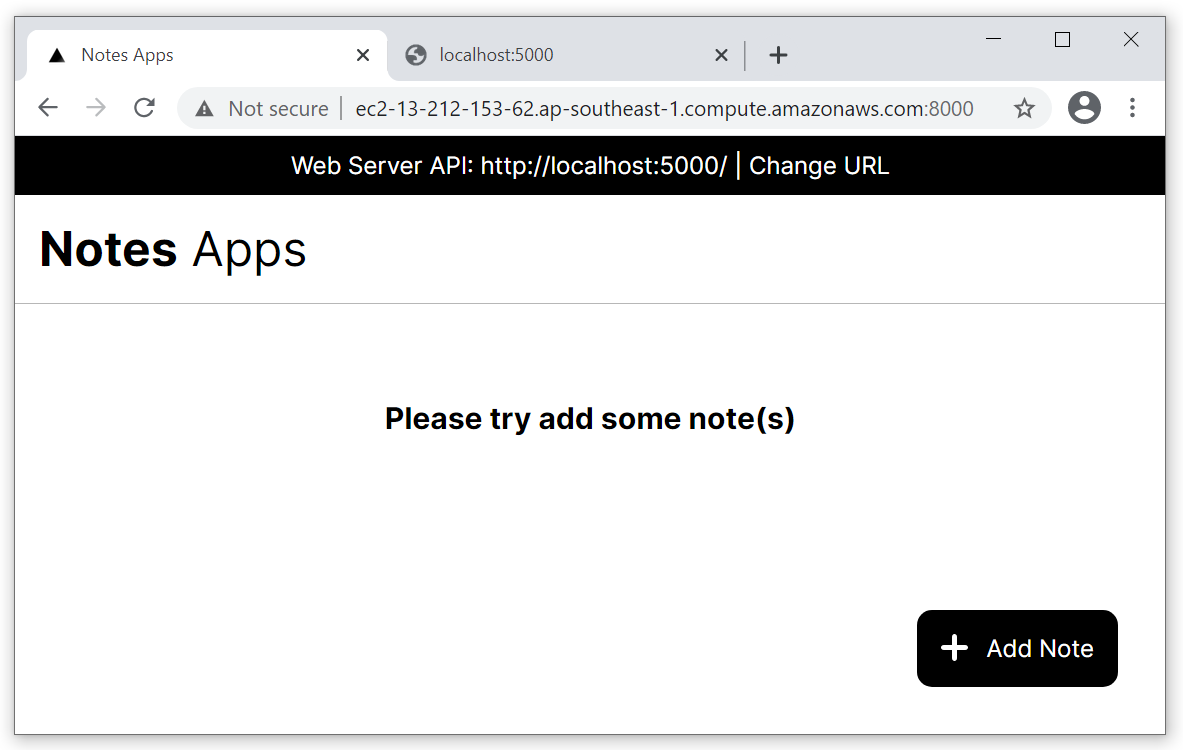 Notes Apps
localhost:5000
Not secure | ec2-13-212-153-62.ap-southeast-1.compute.amazonaws.com:8000
Web Server API: http://localhost:5000/ | Change URL
Notes Apps
Please try add some note(s)
Add Note